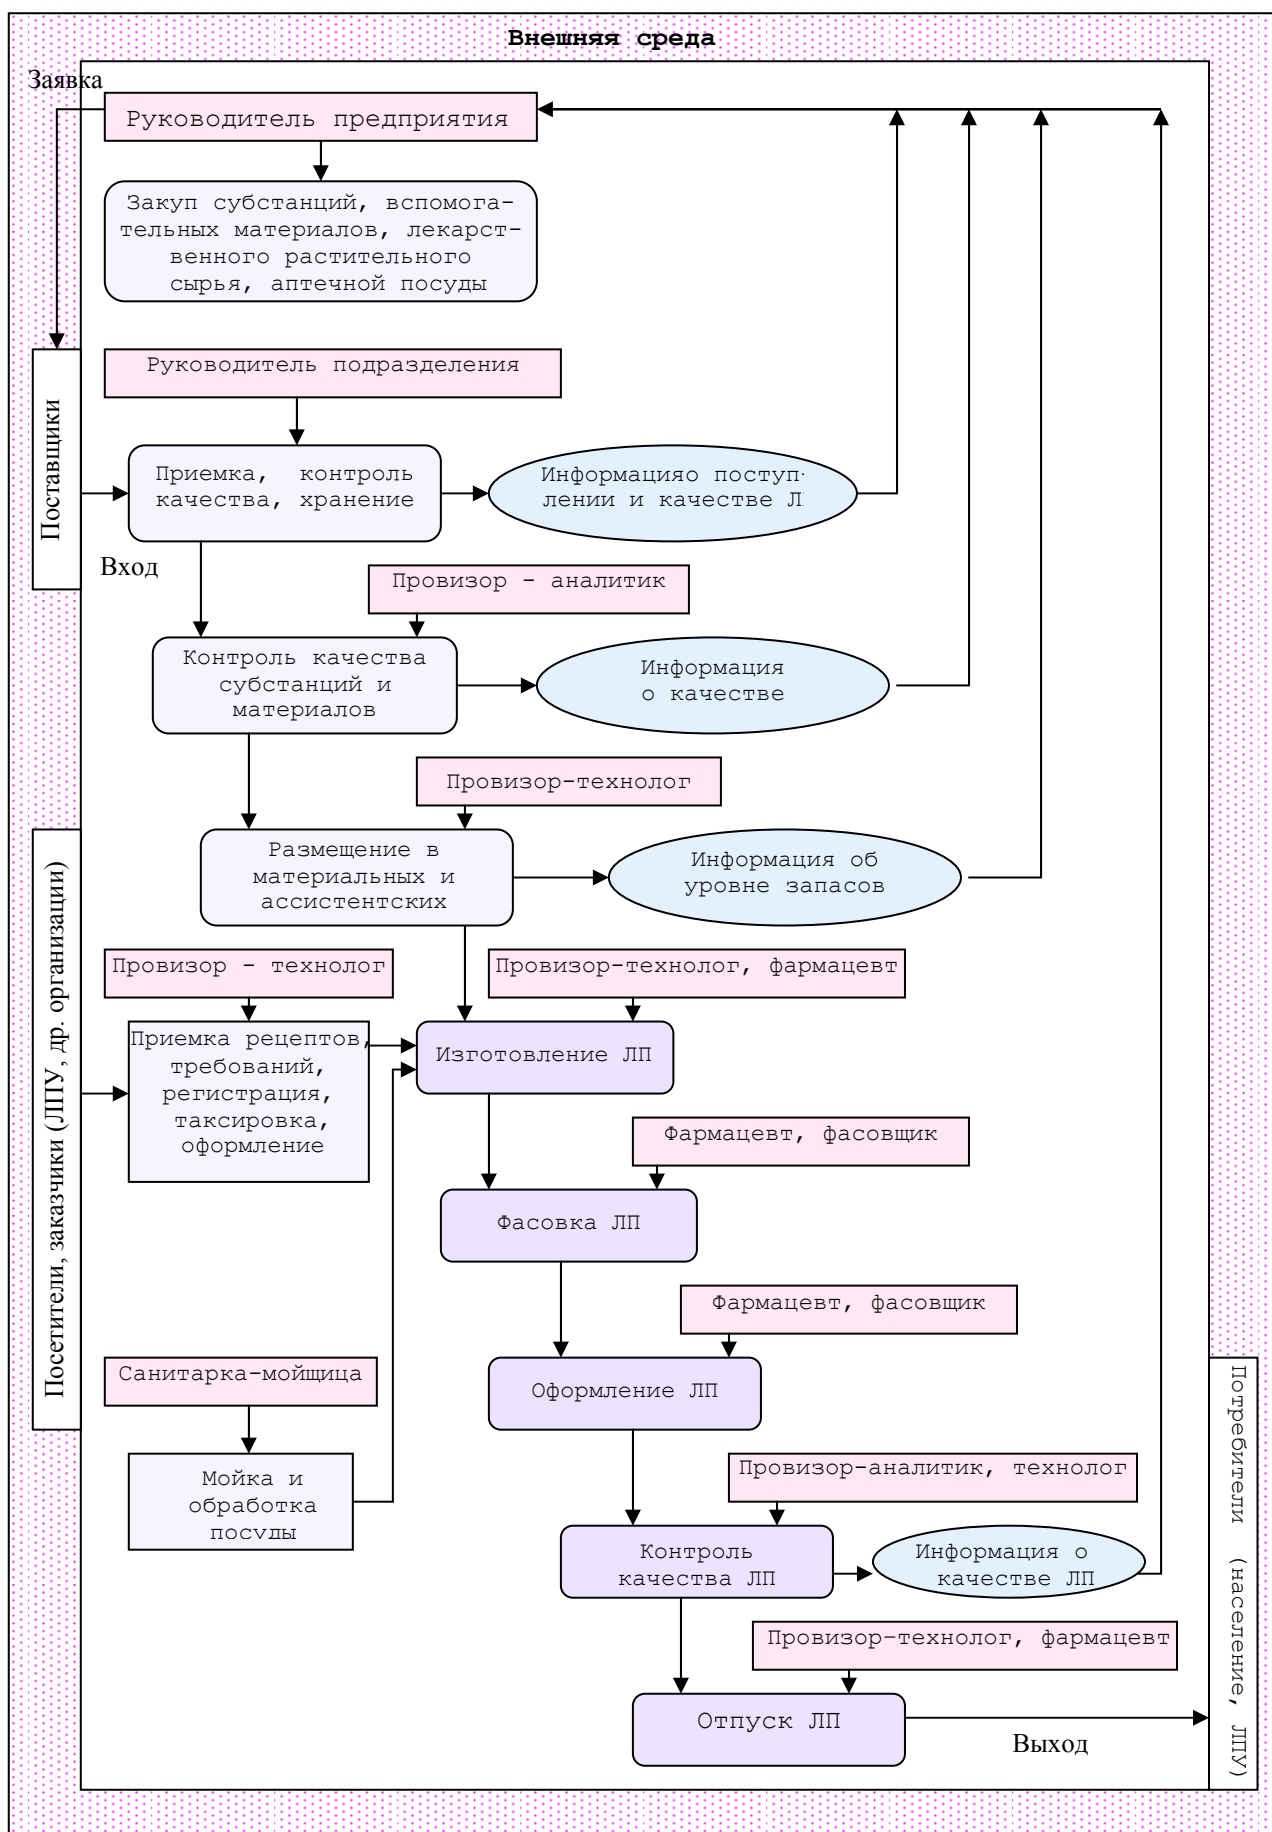 Внешняя среда
Заявка
Руководитель предприятия
Закуп субстанций, вспомога-
тельных материалов, лекарст-
венного растительного
сырья, аптечной посуды
Поставщики
Руководитель подразделения
Приемка, контроль
качества, хранение
Информацияо поступ-
лении и качестве Л
Вход
Провизор - аналитик
Контроль качества
субстанций и
материалов
Информация
о качестве
Провизор-технолог
Размещение в
материальных и
ассистентских
Информация об
уровне запасов
Посетители, заказчики (ЛПУ, др. организации)
Провизор - технолог
Провизор-технолог, фармацевт
Приемка рецептов,
требований,
регистрация,
таксировка,
оформление
Изготовление ЛП
Фармацевт, фасовщик
Фасовка ЛП
Фармацевт, фасовщик
Санитарка-мойщица
Оформление ЛП
Мойка и
обработка
посуды
Провизор-аналитик, технолог
Контроль
качества ЛП
Информация о
качестве ЛП
Провизор-технолог, фармацевт
Отпуск ЛП
Выход
Потребители (население, ЛПУ)